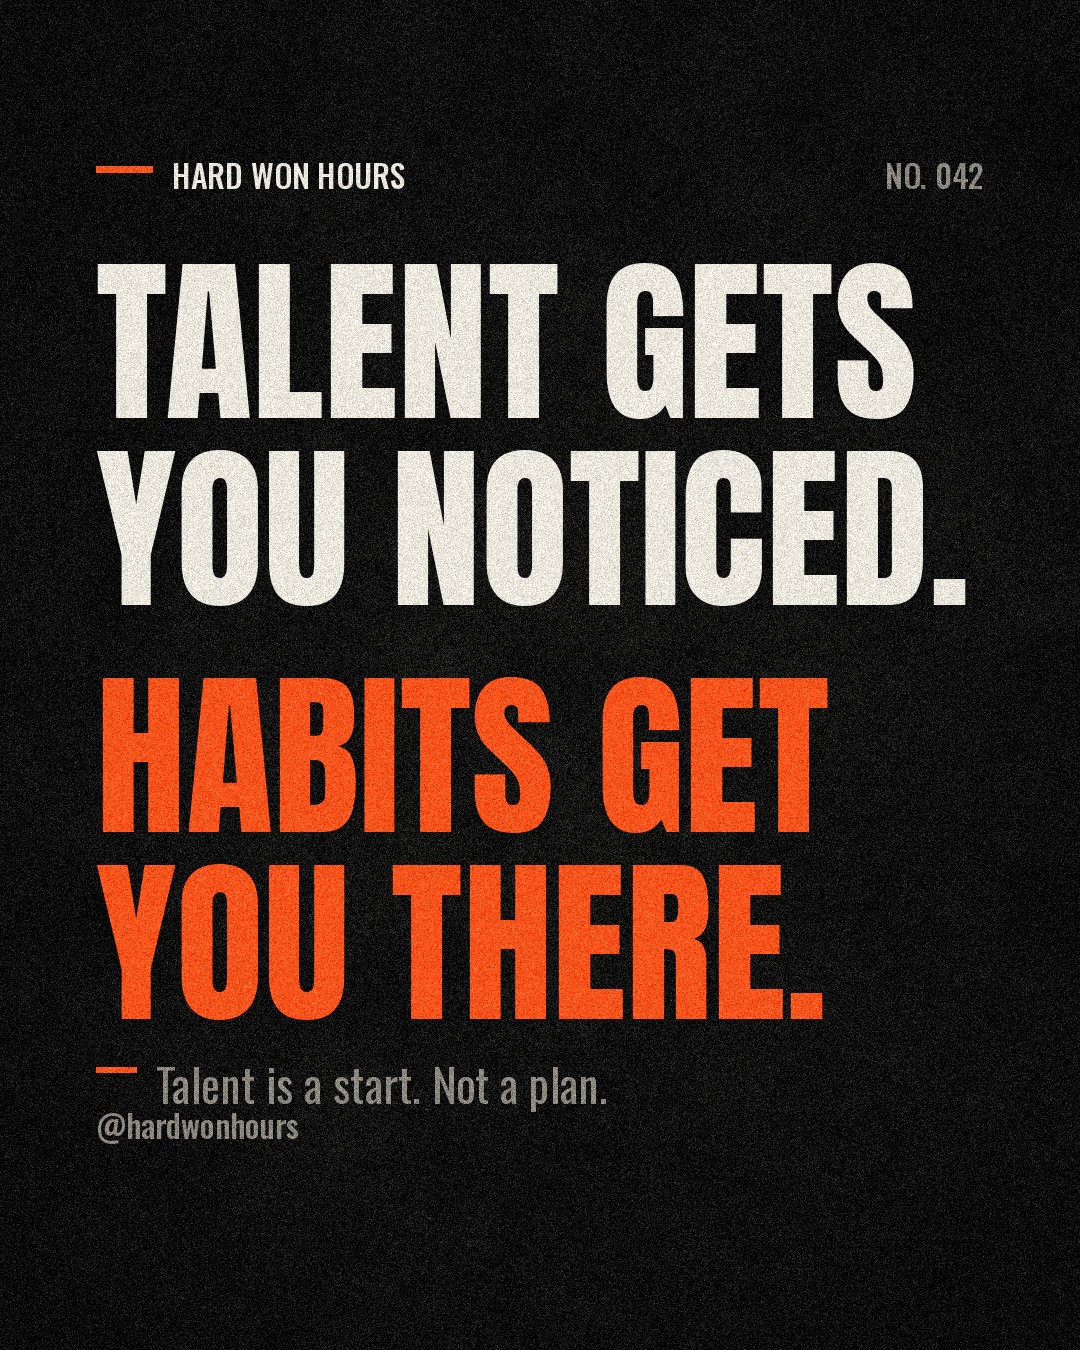 HARD WON HOURS
NO. 042
TALENT GETS
YOU NOTICED.
HABITS GET
YOU THERE.
Talent is a start. Not a plan.
@hardwonhours